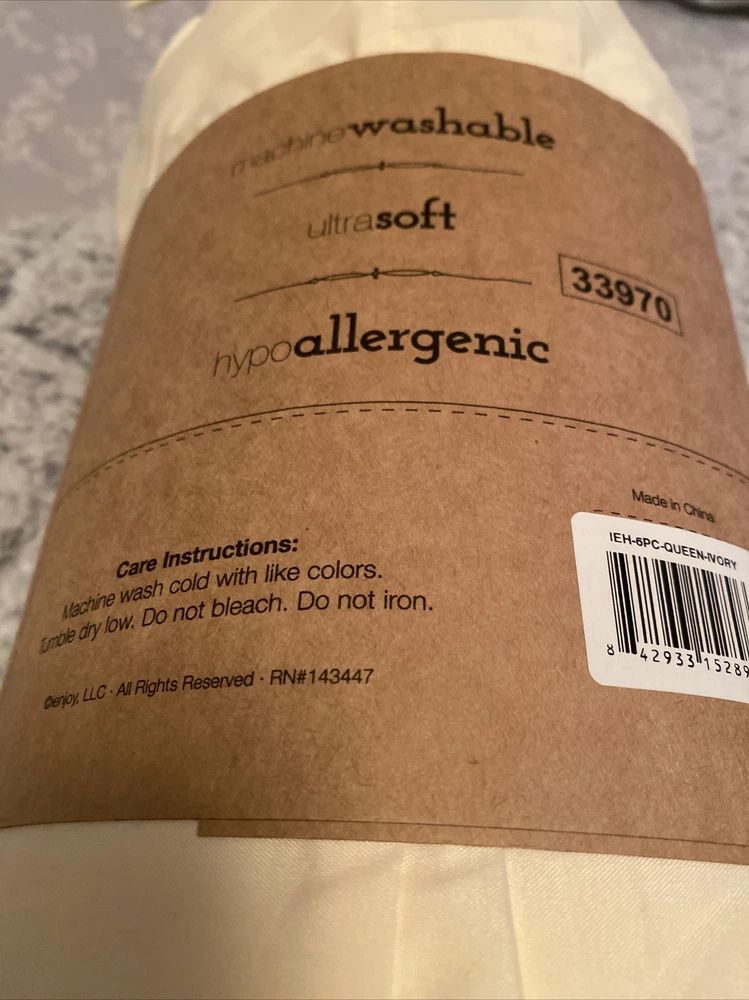 machinewashable
ultrasoft
33970
hypoallergenic
Made in China
IEH-6PC-QUEEN-IVORY
8 42933 15289
Care Instructions:
Machine wash cold with like colors.
Tumble dry low. Do not bleach. Do not iron.
©ienjoy, LLC · All Rights Reserved · RN#143447